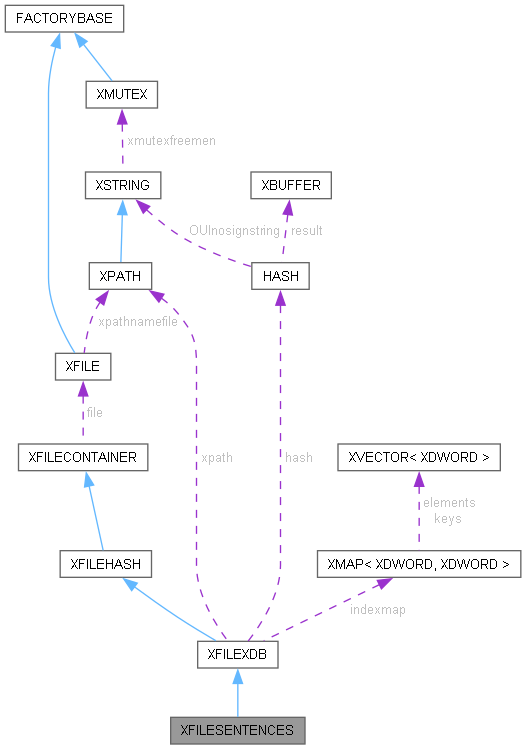 FACTORYBASE
XMUTEX
xmutexfreemen
XSTRING
XBUFFER
OUInosignstring
result
XPATH
HASH
xpathnamefile
XFILE
file
xpath
hash
XFILECONTAINER
XVECTOR< XDWORD >
elements
keys
XFILEHASH
XMAP< XDWORD, XDWORD >
indexmap
XFILEXDB
XFILESENTENCES